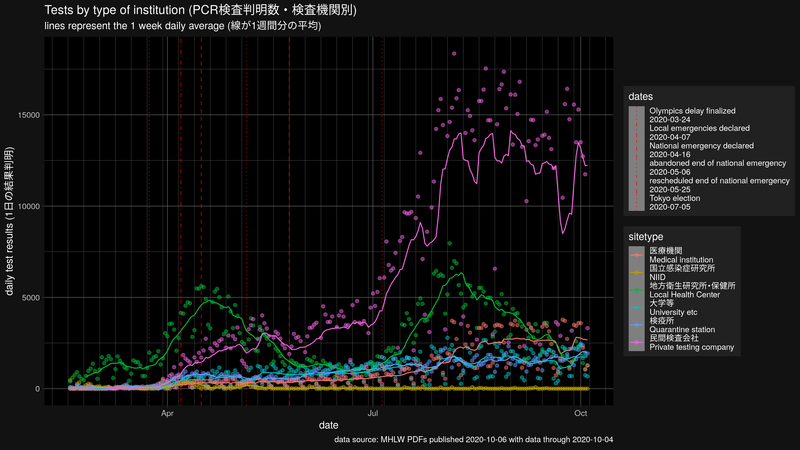 Tests by type of institution (PCR検査判明数・検査機関別)
lines represent the 1 week daily average (線が1週間分の平均)
daily test results (1日の結果判明)
15000
10000
5000
0
Apr
Jul
Oct
date
data source: MHLW PDFs published 2020-10-06 with data through 2020-10-04
dates
Olympics delay finalized
2020-03-24
Local emergencies declared
2020-04-07
National emergency declared
2020-04-16
abandoned end of national emergency
2020-05-06
rescheduled end of national emergency
2020-05-25
Tokyo election
2020-07-05
sitetype
医療機関
Medical institution
国立感染症研究所
NIID
地方衛生研究所・保健所
Local Health Center
大学等
University etc
検疫所
Quarantine station
民間検査会社
Private testing company